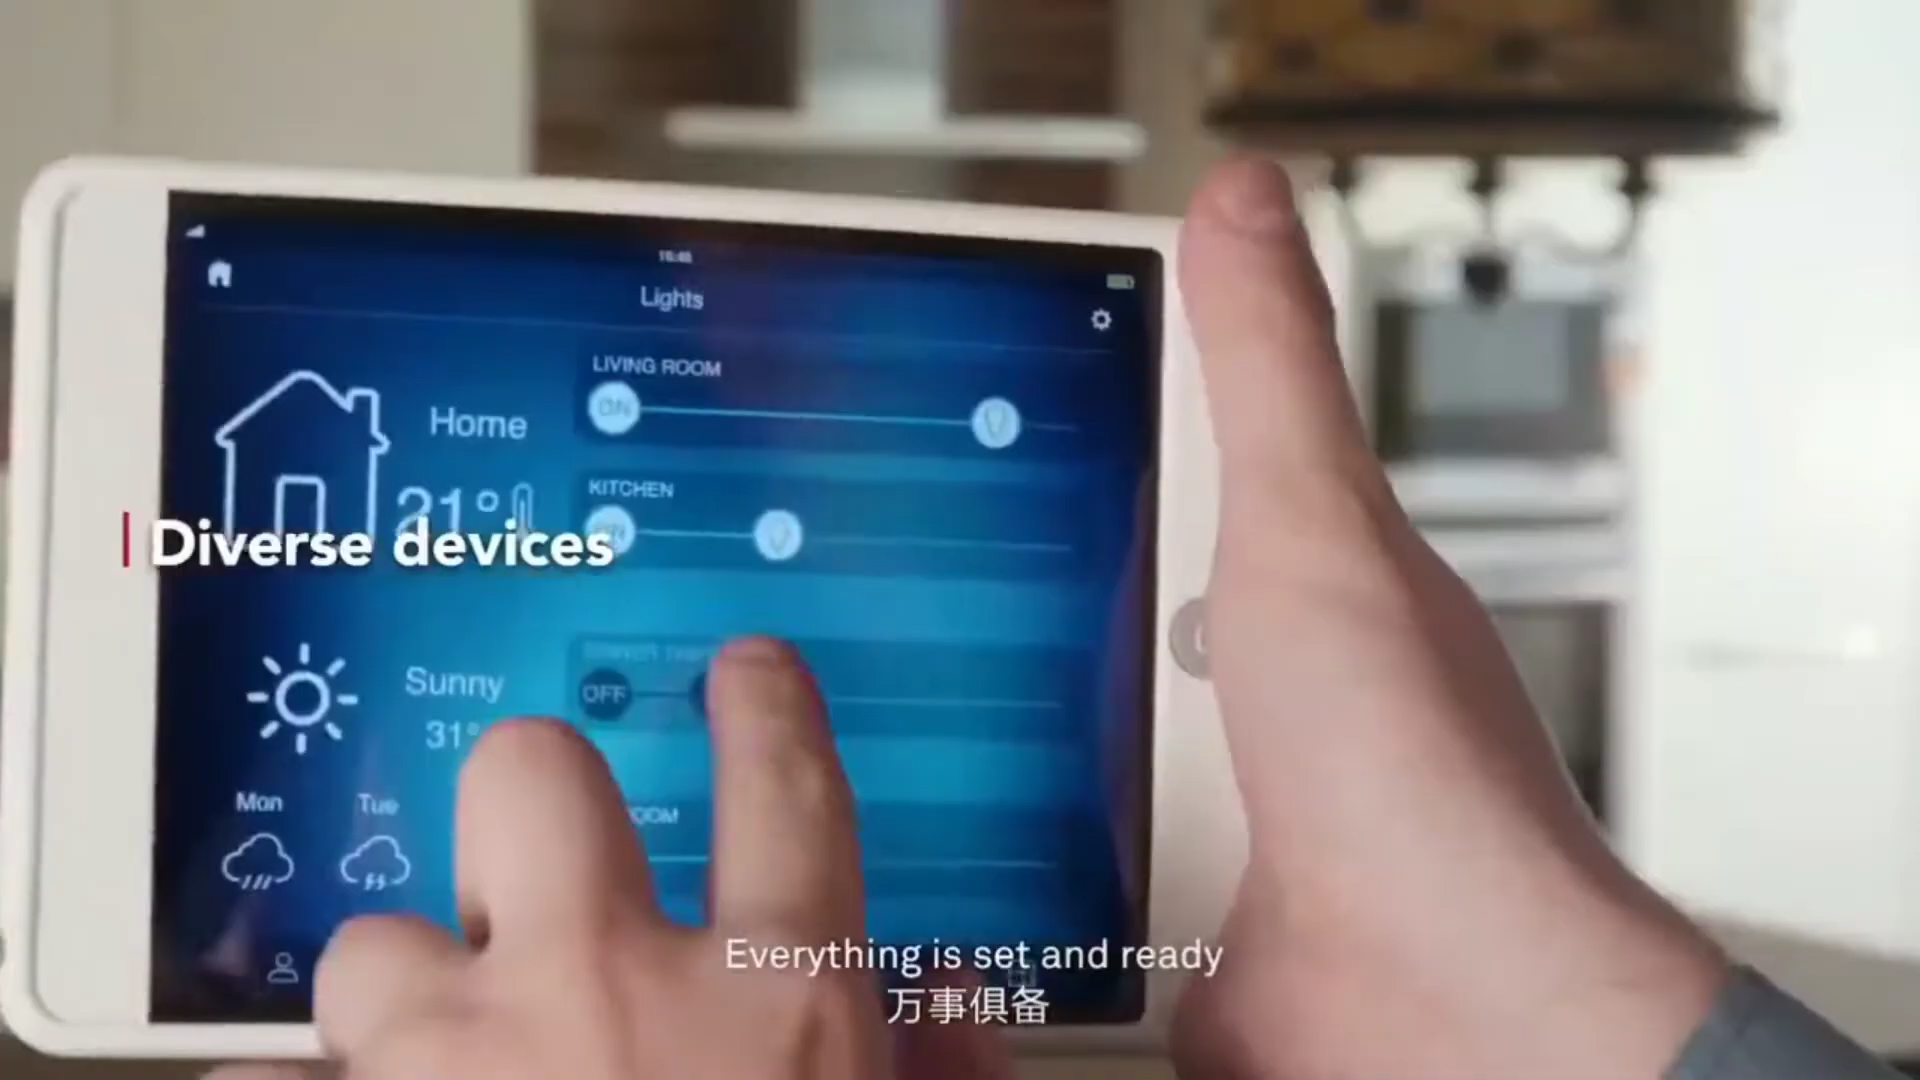 Lights
LIVING ROOM
ON
Home
KITCHEN
21°
Diverse devices
OFF
Sunny
31°
Mon
Tue
Everything is set and ready
万事俱备